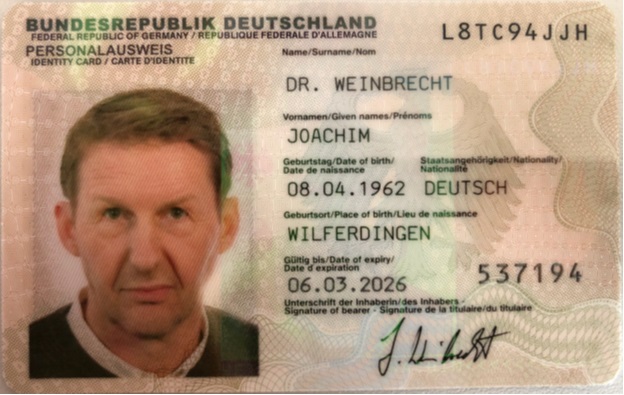 BUNDESREPUBLIK DEUTSCHLAND
FEDERAL REPUBLIC OF GERMANY / REPUBLIQUE FEDERALE D'ALLEMAGNE
PERSONALAUSWEIS
IDENTITY CARD / CARTE D'IDENTITE
L8TC94JJH
Name/Surname/Nom
DR. WEINBRECHT
Vornamen/Given names/Prénoms
JOACHIM
Geburtstag/Date of birth/
Date de naissance
Staatsangehörigkeit/Nationality/
Nationalité
08.04.1962 DEUTSCH
Geburtsort/Place of birth/Lieu de naissance
WILFERDINGEN
Gültig bis/Date of expiry/
Date d expiration
06.03.2026 537194
Unterschrift der Inhaberin/des Inhabers -
Signature of bearer - Signature de la titulaire/du titulaire